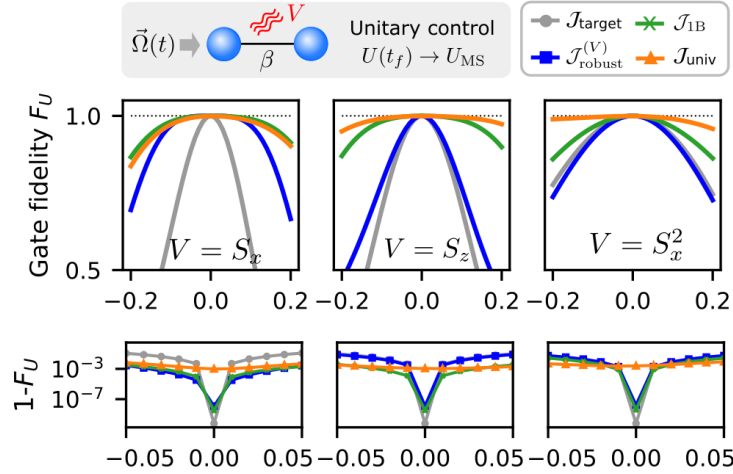 V
Ω⃗(t)
β
Unitary control
U(t_f) → U_MS
𝒥_target
𝒥_1B
𝒥_robust^(V)
𝒥_univ
Gate fidelity F_U
1.0
0.5
V = S_x
V = S_z
V = S_x^2
−0.2 0.0 0.2
−0.2 0.0 0.2
−0.2 0.0 0.2
1-F_U
10^−3
10^−7
−0.05 0.00 0.05
−0.05 0.00 0.05
−0.05 0.00 0.05